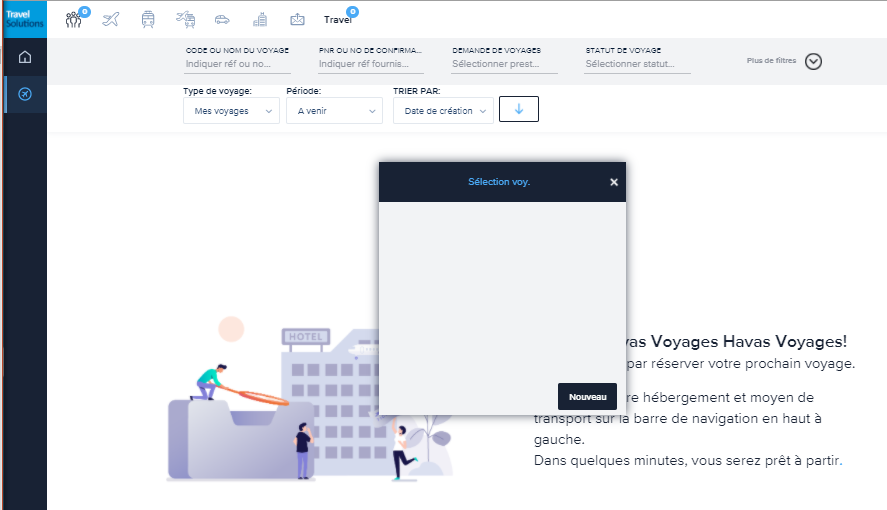 Travel
Solutions
0
Travel
0
CODE OU NOM DU VOYAGE
PNR OU NO DE CONFIRMA...
DEMANDE DE VOYAGES
STATUT DE VOYAGE
Indiquer réf ou no...
Indiquer réf fournis...
Sélectionner prest...
Sélectionner statut...
Plus de filtres
Type de voyage:
Période:
TRIER PAR:
Mes voyages
A venir
Date de création
Sélection voy.
×
HOTEL
vas Voyages Havas Voyages!
par réserver votre prochain voyage.
Nouveau
re hébergement et moyen de
transport sur la barre de navigation en haut à
gauche.
Dans quelques minutes, vous serez prêt à partir.